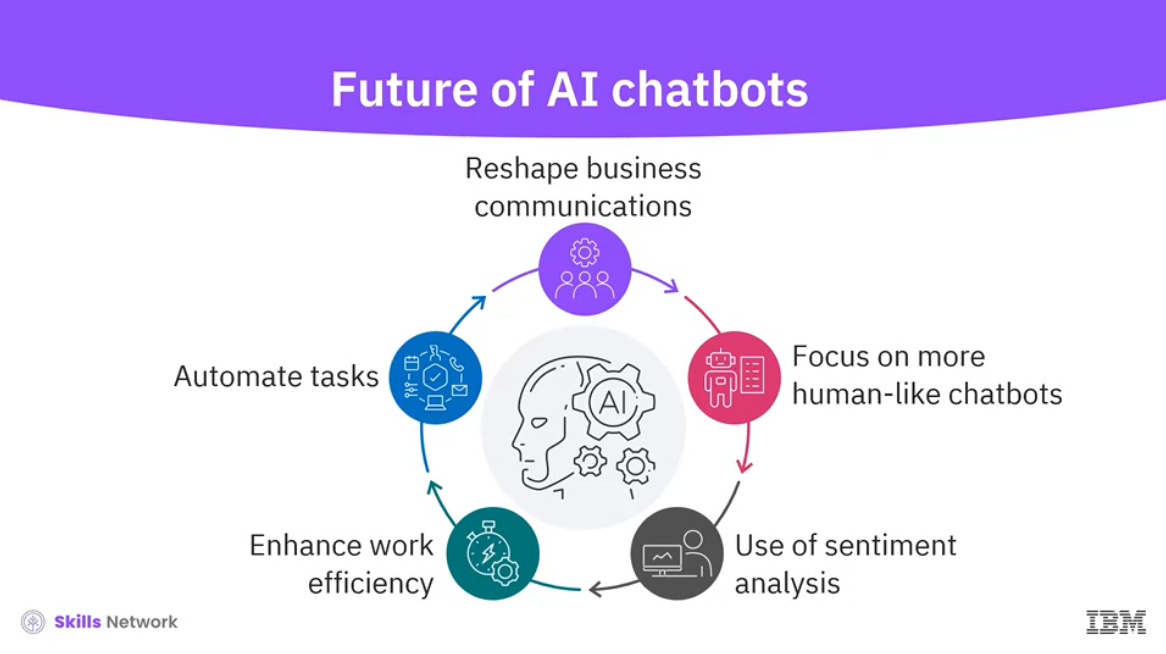 Future of AI chatbots
Reshape business
communications
Focus on more
human-like chatbots
Use of sentiment
analysis
Enhance work
efficiency
Automate tasks
AI
Skills Network
IBM